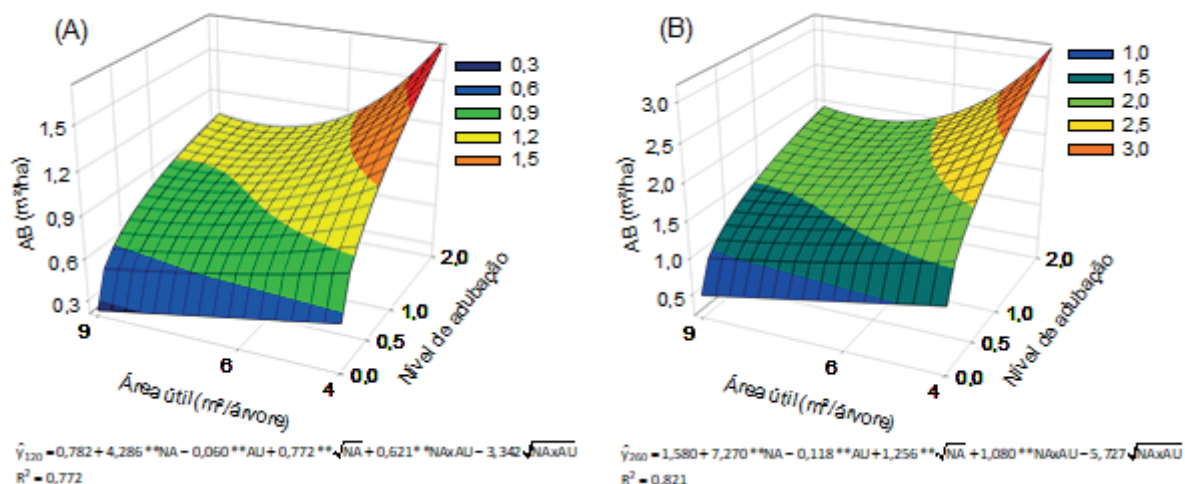 (A)
0,3
0,6
0,9
1,2
1,5
AB (m²/ha)
1,5
1,2
0,9
0,6
0,3
9
6
4
Área útil (m²/árvore)
0,0
0,5
1,0
2,0
Nível de adubação
ŷ₁₂₀ = 0,782 + 4,286 **NA – 0,060 **AU + 0,772 **√NA + 0,621 **NAxAU – 3,342 √NAxAU
R² = 0,772
(B)
1,0
1,5
2,0
2,5
3,0
AB (m²/ha)
3,0
2,5
2,0
1,5
1,0
0,5
9
6
4
Área útil (m²/árvore)
0,0
0,5
1,0
2,0
Nível de adubação
ŷ₂₆₀ = 1,580 + 7,270 **NA – 0,118 **AU + 1,256 **√NA + 1,080 **NAxAU – 5,727 √NAxAU
R² = 0,821